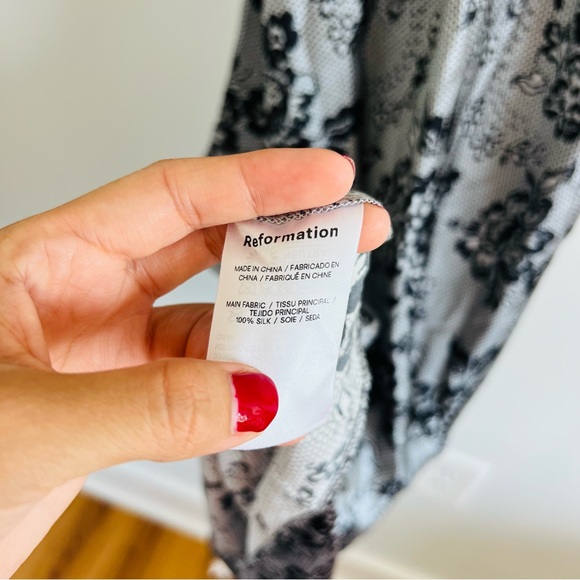 Reformation
MADE IN CHINA / FABRICADO EN
CHINA / FABRIQUÉ EN CHINE
MAIN FABRIC / TISSU PRINCIPAL /
TEJIDO PRINCIPAL
100% SILK / SOIE / SEDA